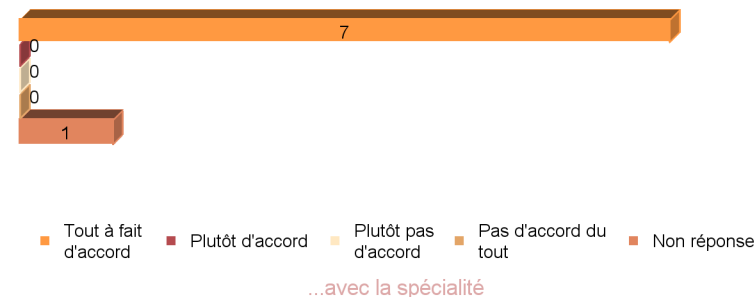 7
0
0
0
1
Tout à fait
d'accord
Plutôt d'accord
Plutôt pas
d'accord
Pas d'accord du
tout
Non réponse
...avec la spécialité